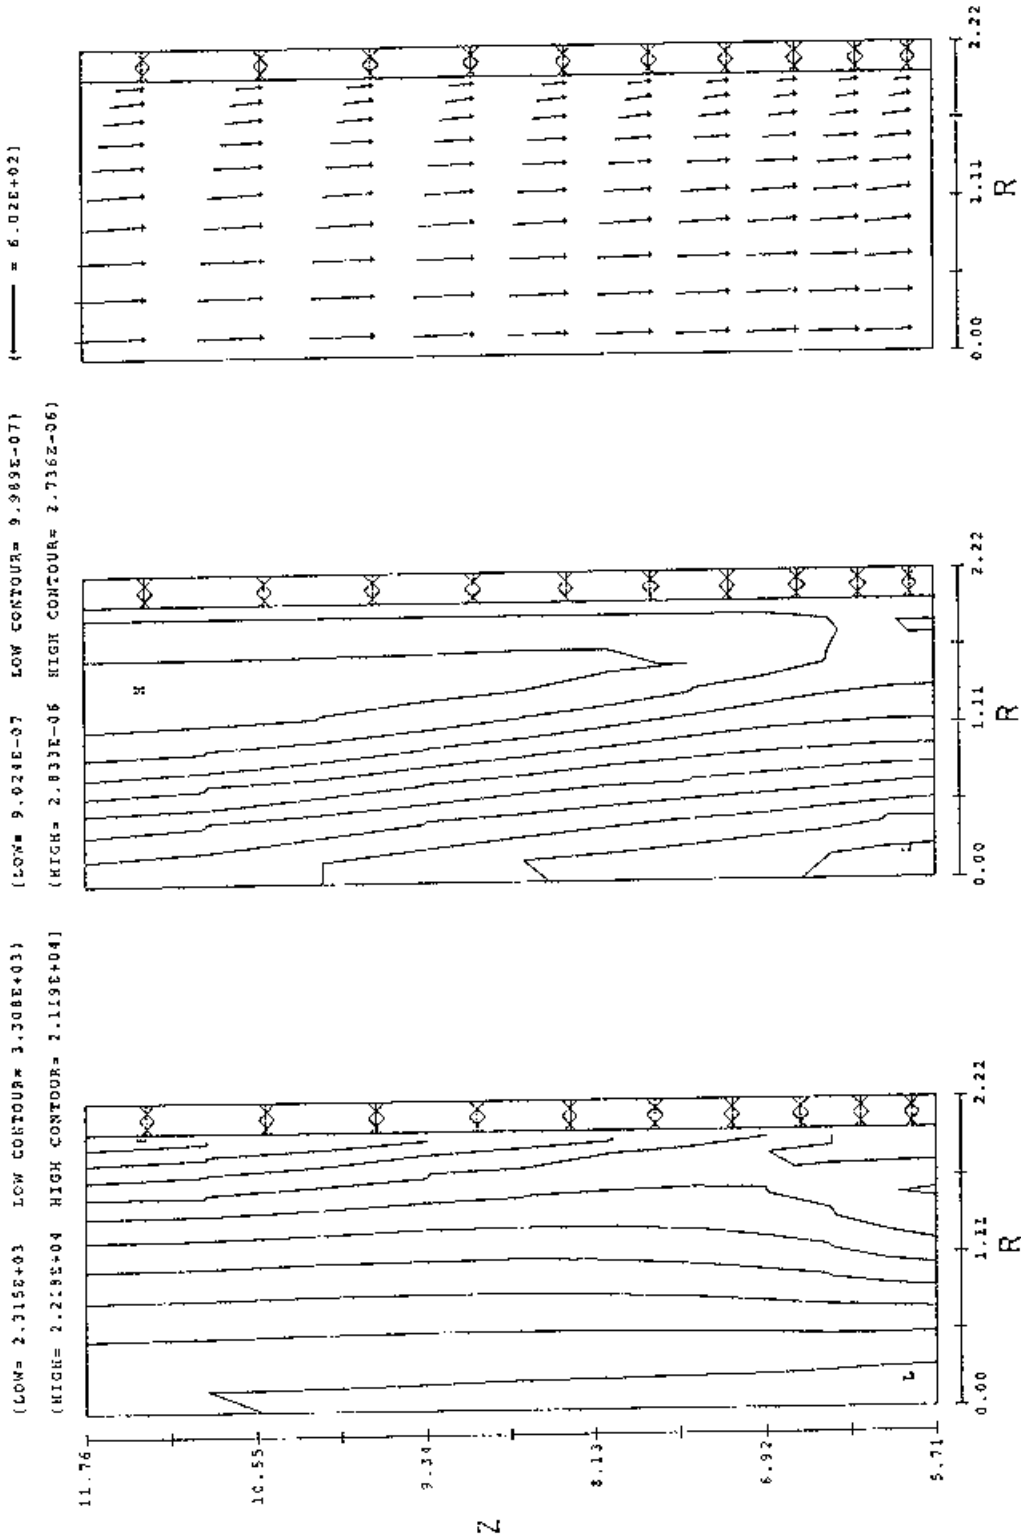 (LOW= 2.315E+03 LOW CONTOUR= 3.308E+03)
(HIGH= 2.218E+04 HIGH CONTOUR= 2.119E+04)
(LOW= 9.024E-07 LOW CONTOUR= 9.989E-07)
(HIGH= 2.833E-06 HIGH CONTOUR= 2.736E-06)
= 6.02E+02)
11.76
10.55
9.34
8.13
6.92
5.71
Z
0.00
1.11
2.22
R
L
0.00
1.11
2.22
R
H
0.00
1.11
2.22
R